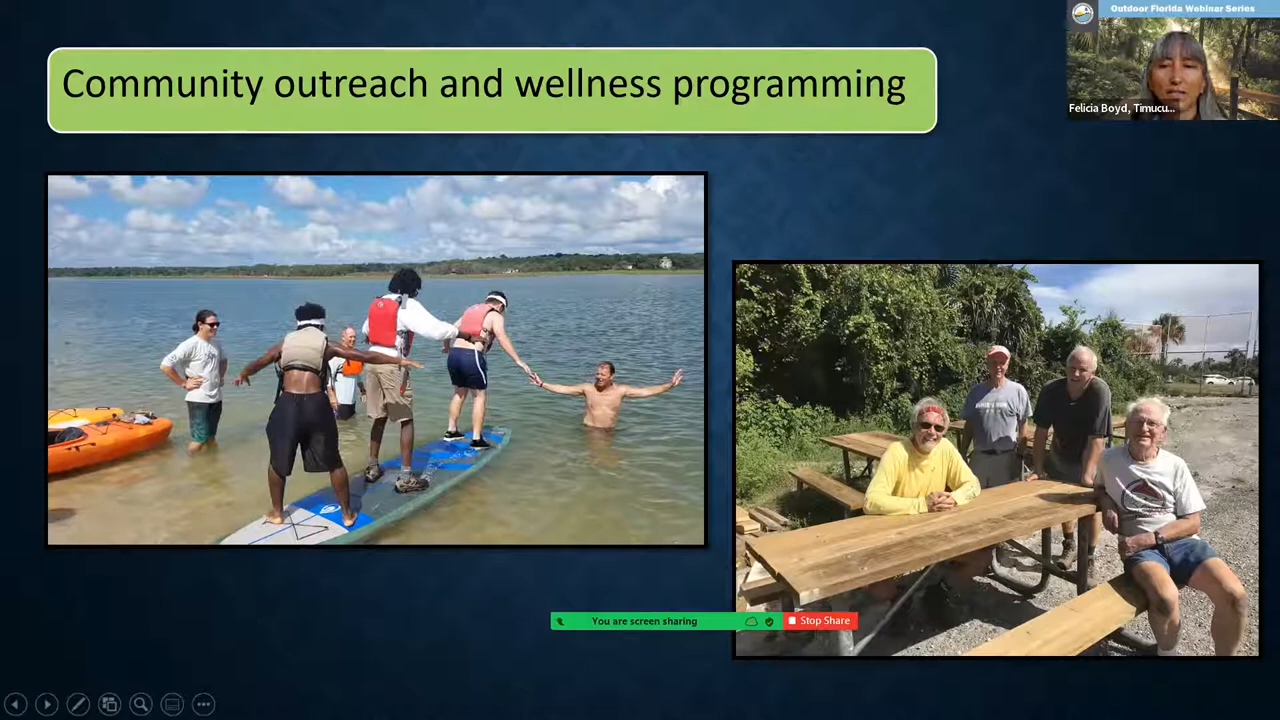 Outdoor Florida Webinar Series
Community outreach and wellness programming
Felicia Boyd, Timucu...
You are screen sharing
Stop Share